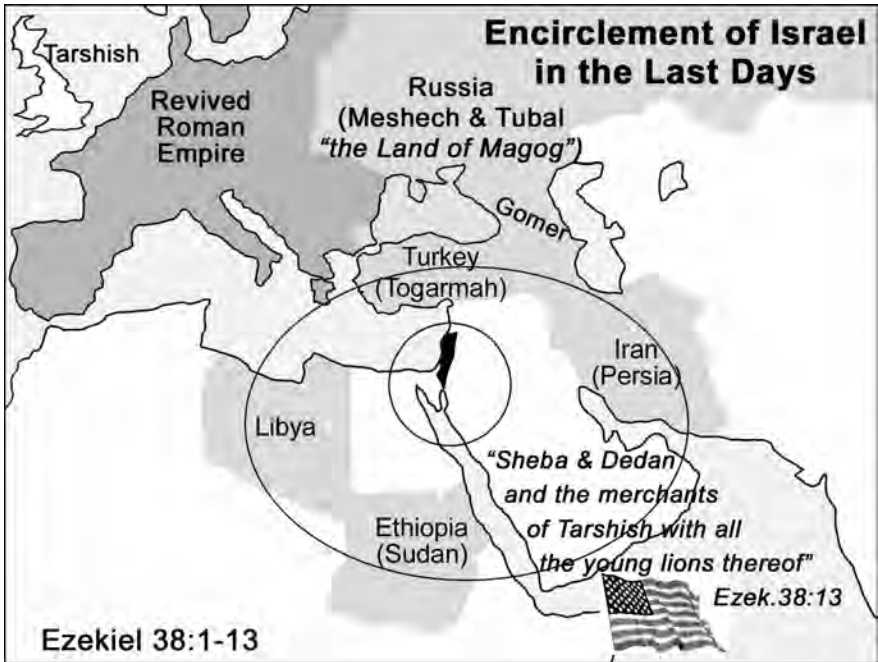 Encirclement of Israel
in the Last Days
Tarshish
Revived
Roman
Empire
Russia
(Meshech & Tubal
“the Land of Magog”)
Gomer
Turkey
(Togarmah)
Iran
(Persia)
Libya
“Sheba & Dedan
and the merchants
of Tarshish with all
the young lions thereof”
Ezek.38:13
Ethiopia
(Sudan)
Ezekiel 38:1-13